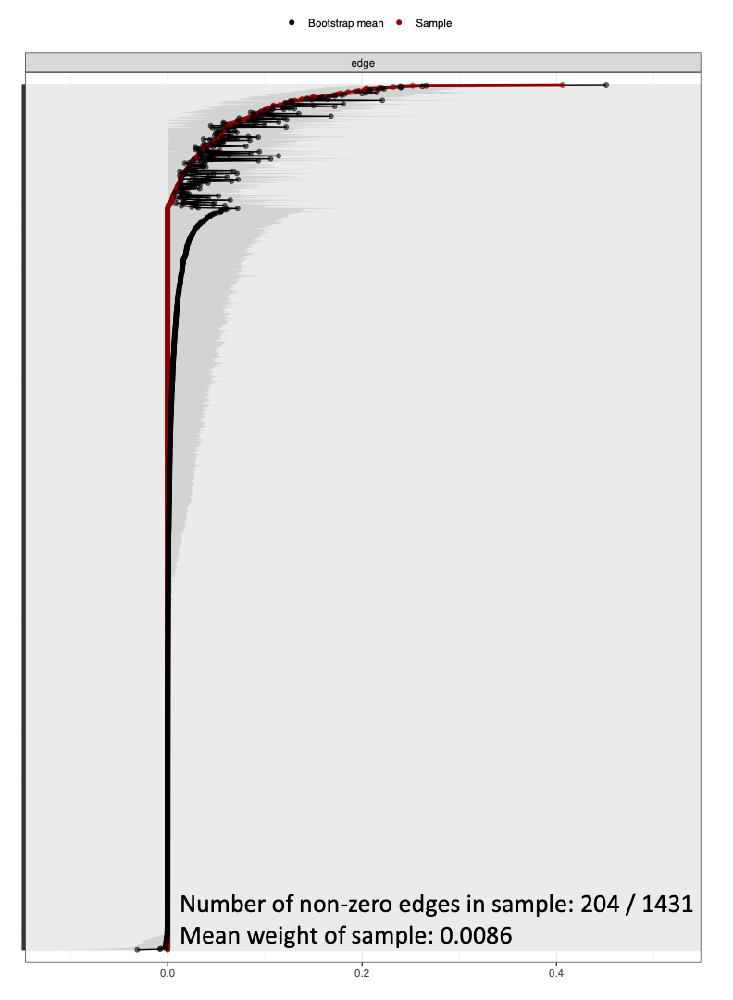 Bootstrap mean Sample
edge
Number of non-zero edges in sample: 204 / 1431
Mean weight of sample: 0.0086
0.0 0.2 0.4